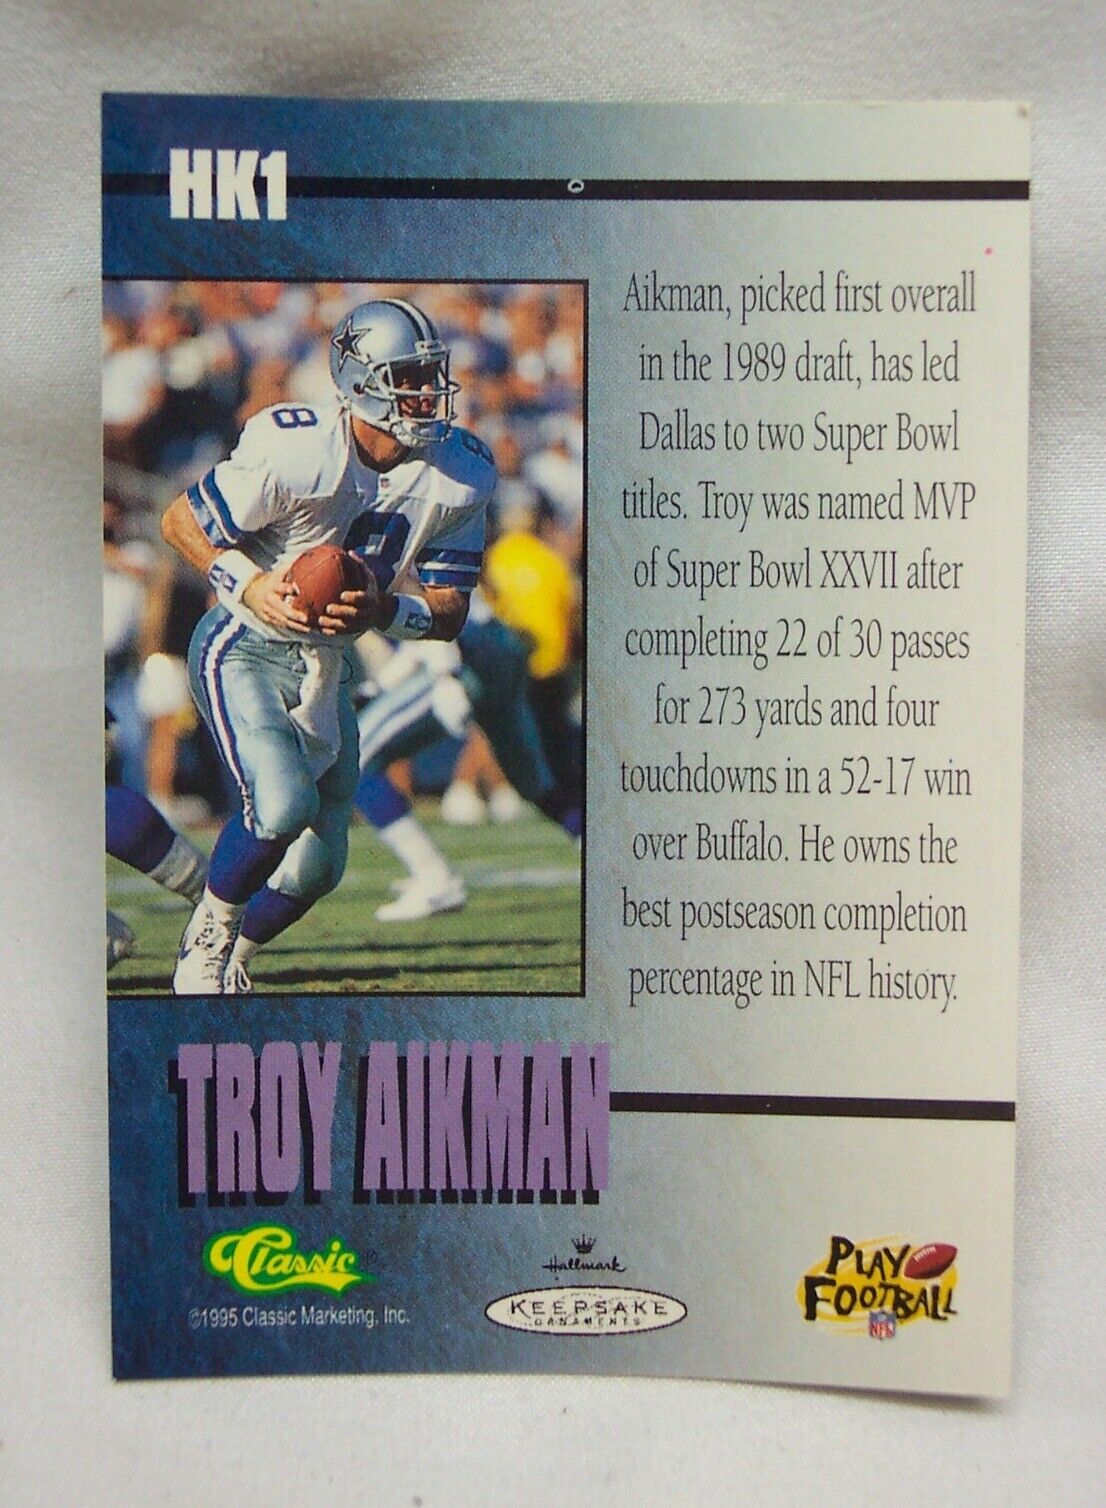 HK1
8
8
Aikman, picked first overall
in the 1989 draft, has led
Dallas to two Super Bowl
titles. Troy was named MVP
of Super Bowl XXVII after
completing 22 of 30 passes
for 273 yards and four
touchdowns in a 52-17 win
over Buffalo. He owns the
best postseason completion
percentage in NFL history.
TROY AIKMAN
Classic
©1995 Classic Marketing, Inc.
Hallmark
KEEPSAKE
ORNAMENTS
PLAY
FOOTBALL
NFL